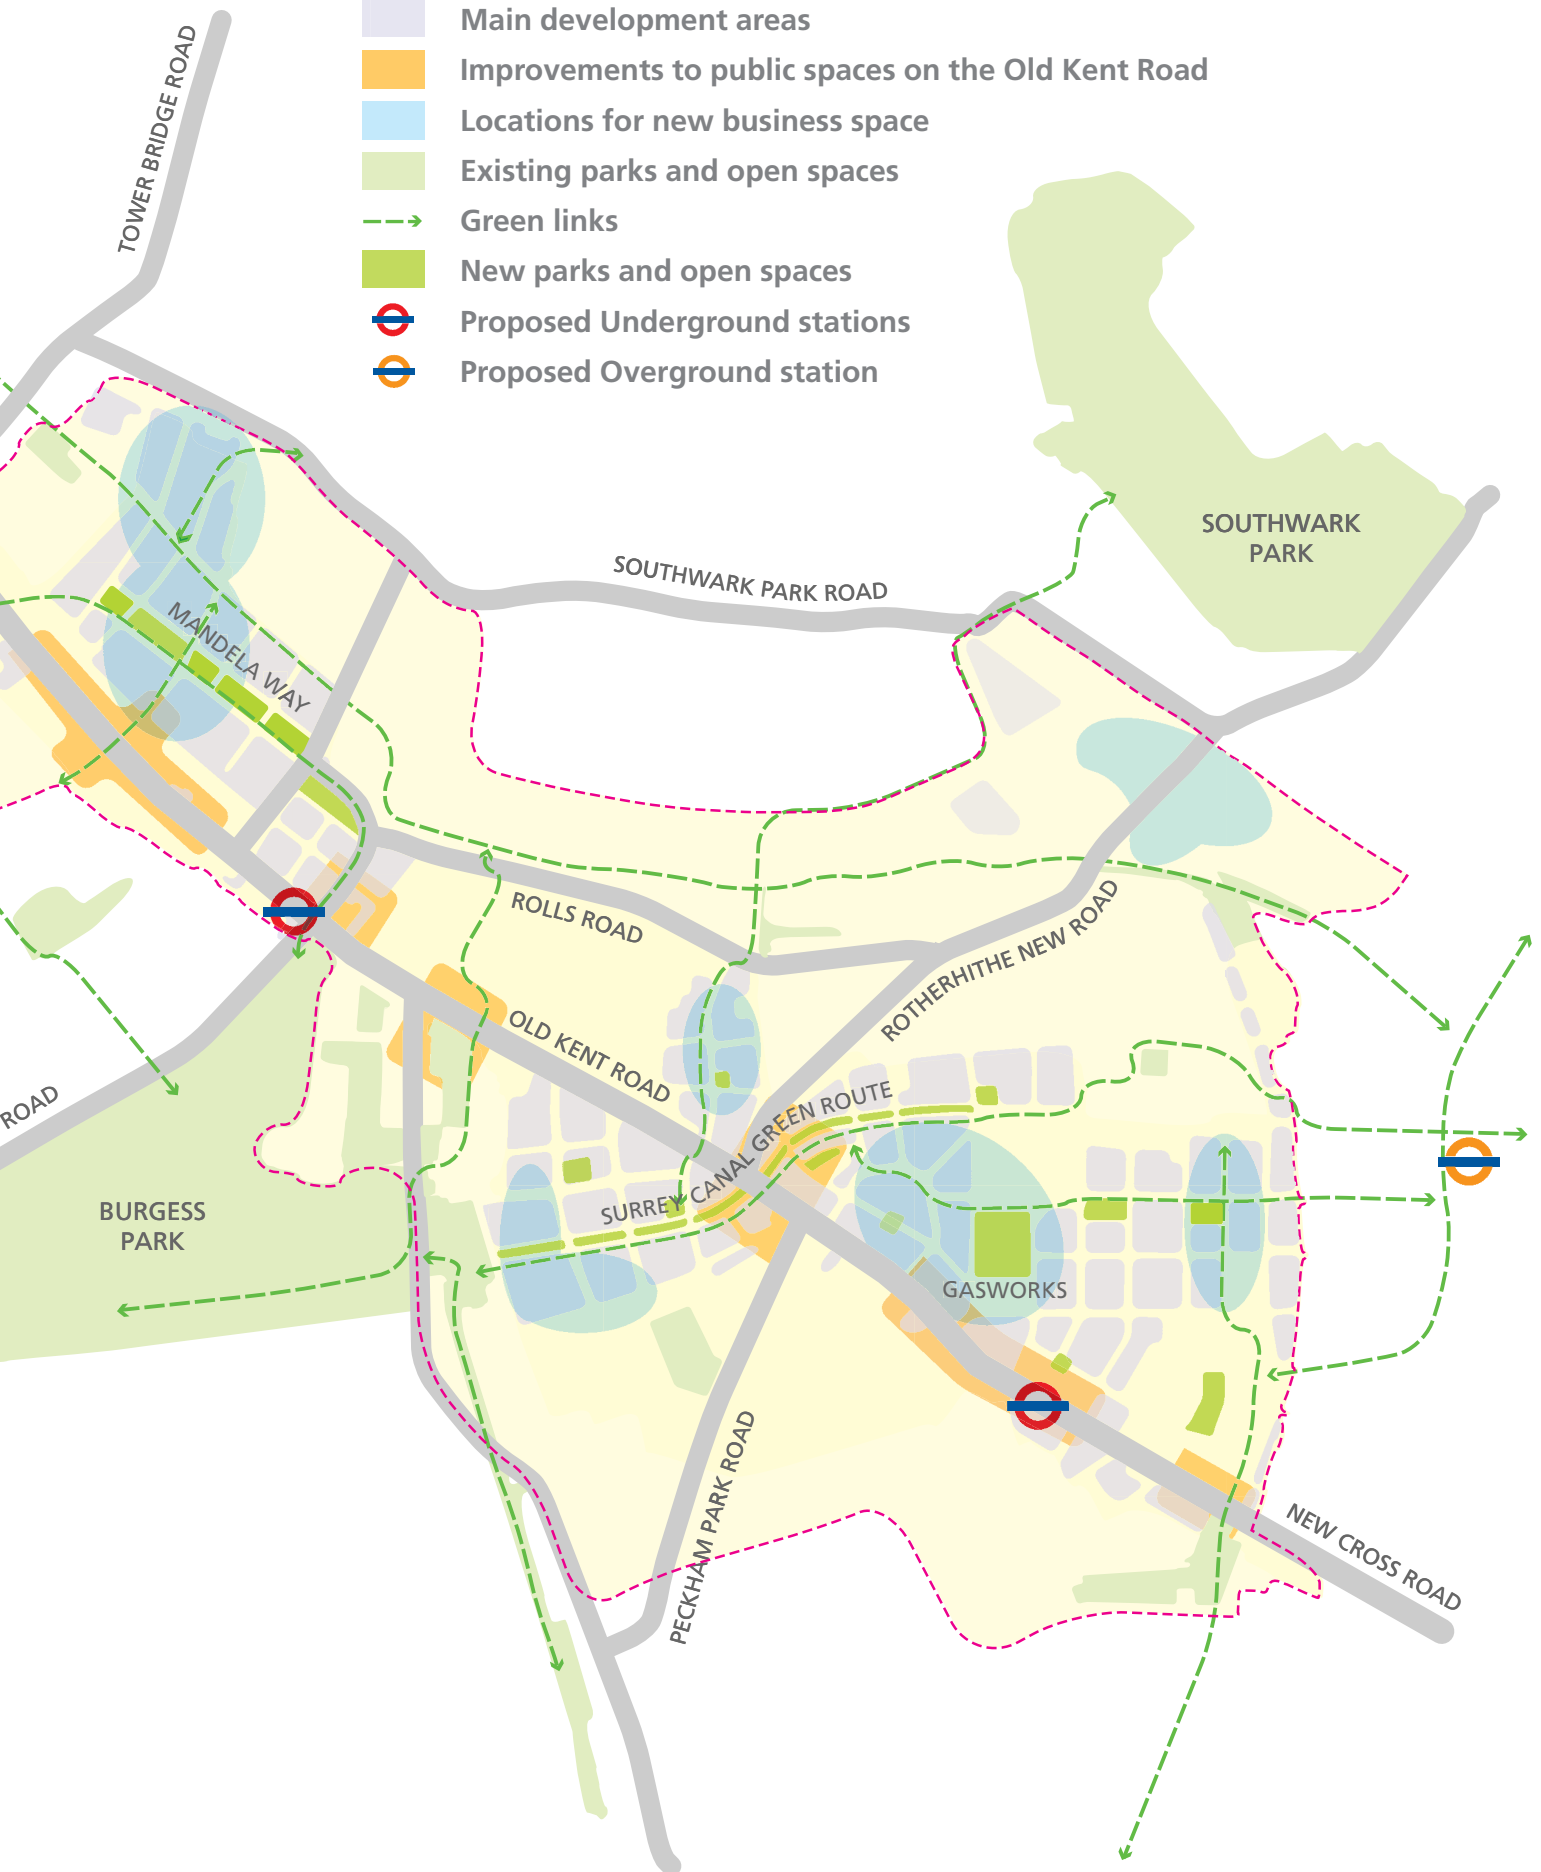 Main development areas
Improvements to public spaces on the Old Kent Road
Locations for new business space
Existing parks and open spaces
Green links
New parks and open spaces
Proposed Underground stations
Proposed Overground station
TOWER BRIDGE ROAD
SOUTHWARK
PARK
SOUTHWARK PARK ROAD
MANDELA WAY
ROLLS ROAD
ROTHERHITHE NEW ROAD
OLD KENT ROAD
ROAD
SURREY CANAL GREEN ROUTE
BURGESS
PARK
GASWORKS
PECKHAM PARK ROAD
NEW CROSS ROAD